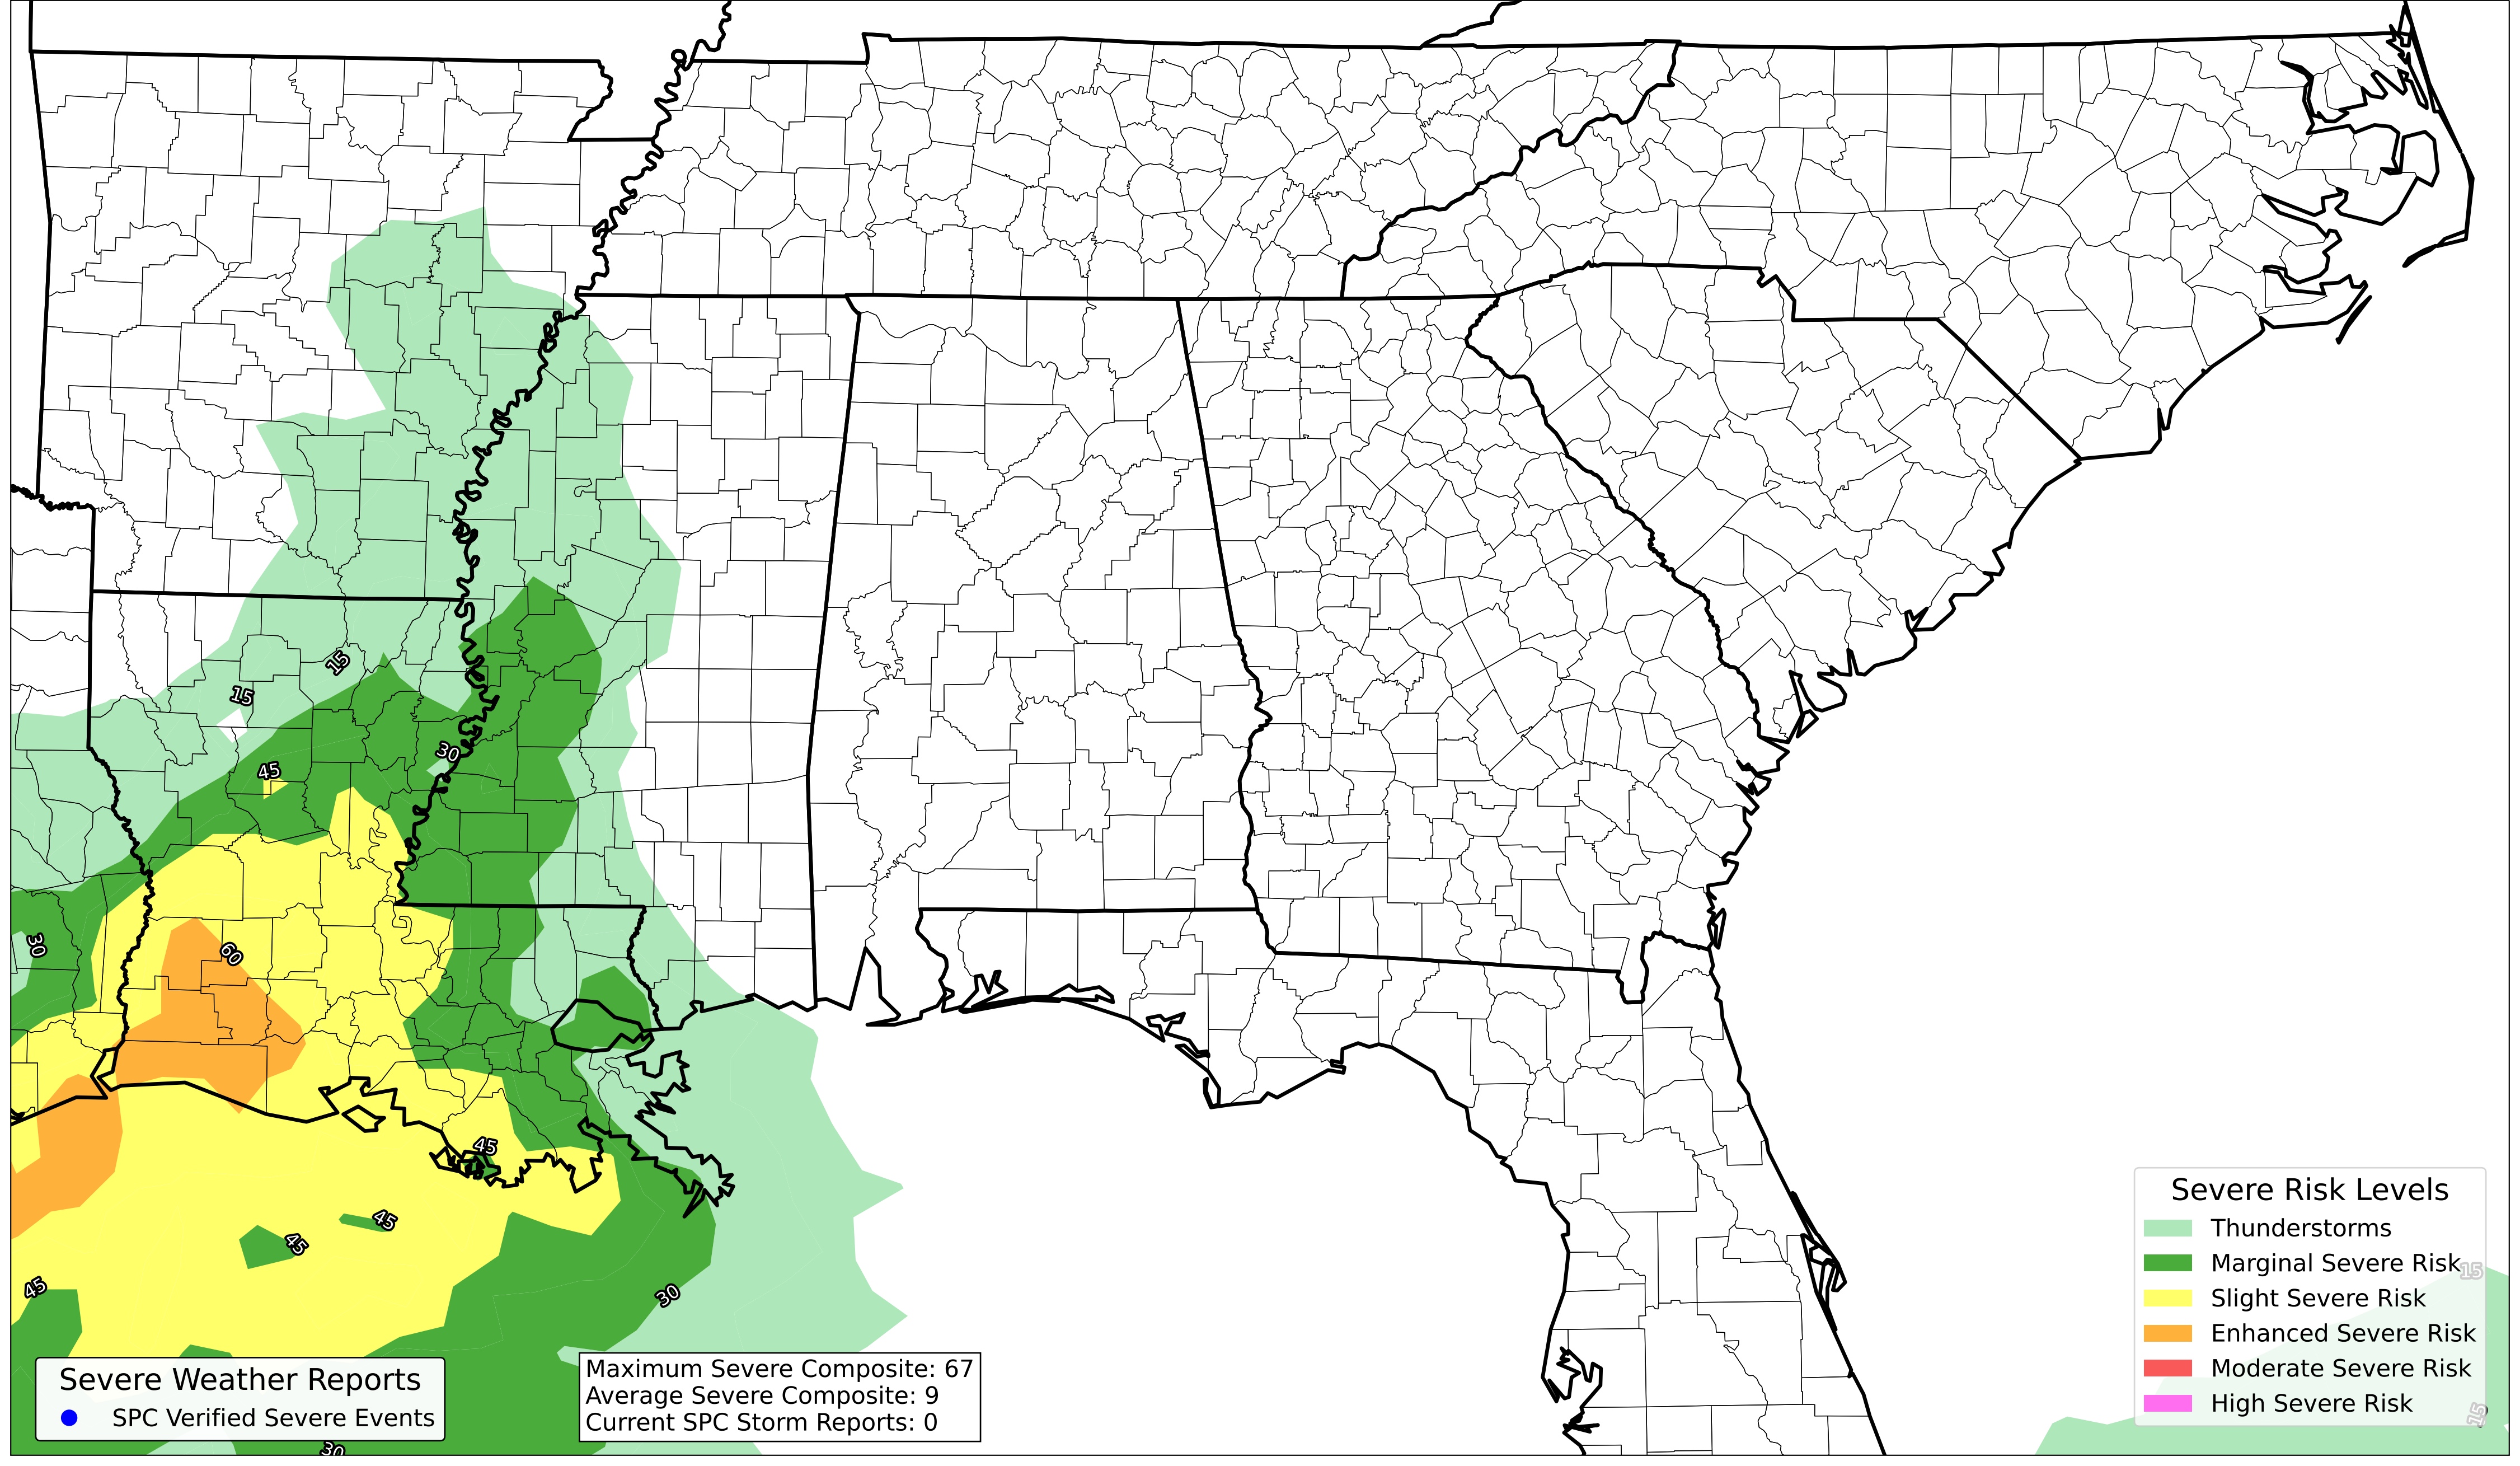 15
15
30
45
30
60
45
45
45
45
30
30
Severe Weather Reports
SPC Verified Severe Events
Maximum Severe Composite: 67
Average Severe Composite: 9
Current SPC Storm Reports: 0
Severe Risk Levels
Thunderstorms
Marginal Severe Risk
Slight Severe Risk
Enhanced Severe Risk
Moderate Severe Risk
High Severe Risk
15
15